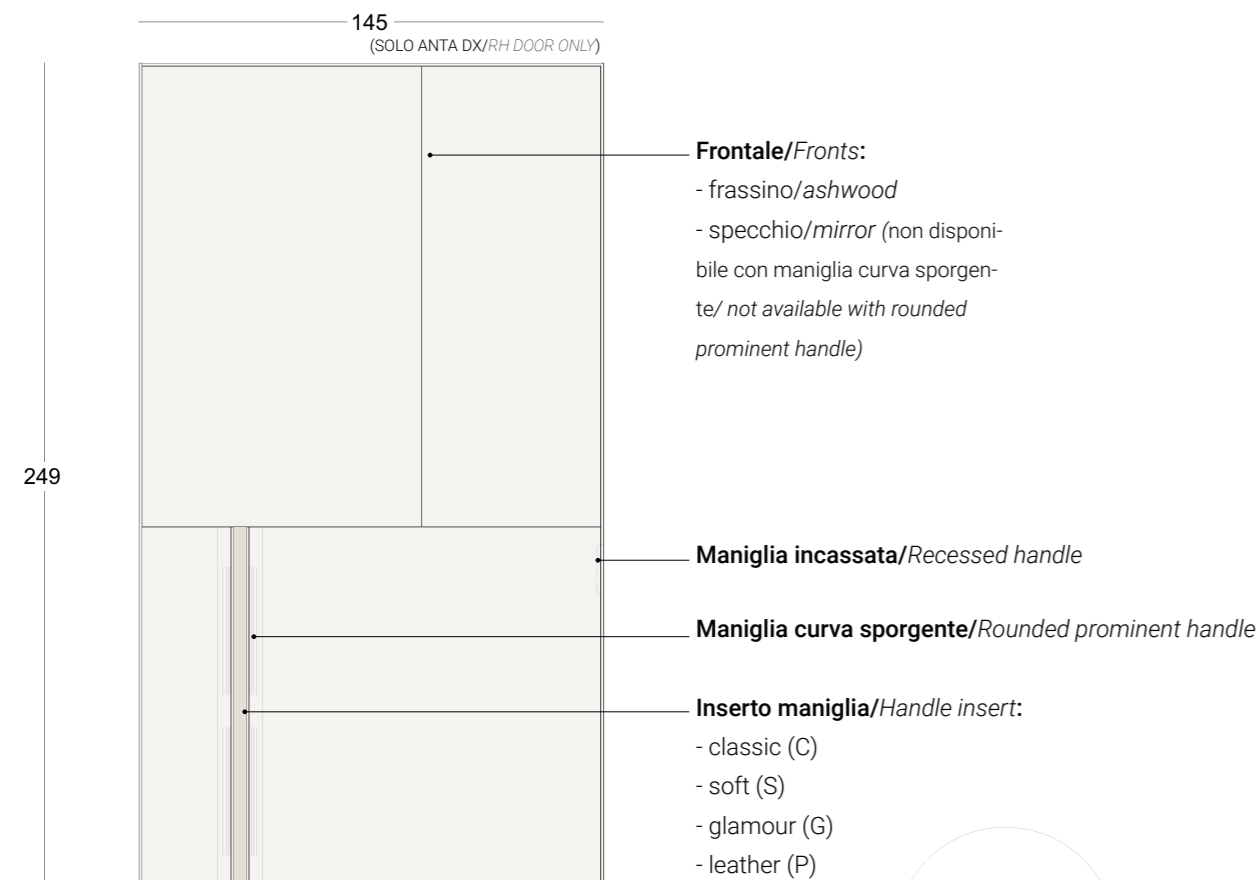 145
(SOLO ANTA DX/RH DOOR ONLY)
249
Frontale/Fronts:
- frassino/ashwood
- specchio/mirror (non disponi-
bile con maniglia curva sporgen-
te/ not available with rounded
prominent handle)
Maniglia incassata/Recessed handle
Maniglia curva sporgente/Rounded prominent handle
Inserto maniglia/Handle insert:
- classic (C)
- soft (S)
- glamour (G)
- leather (P)